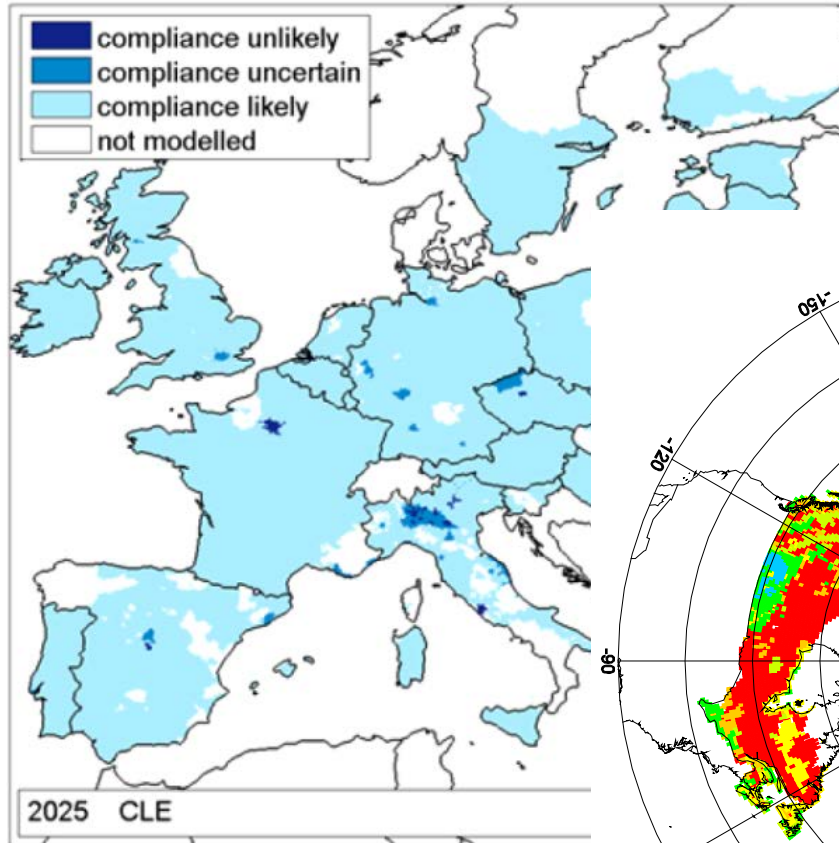 compliance unlikely
compliance uncertain
compliance likely
not modelled
-150
-120
-90
2025 CLE